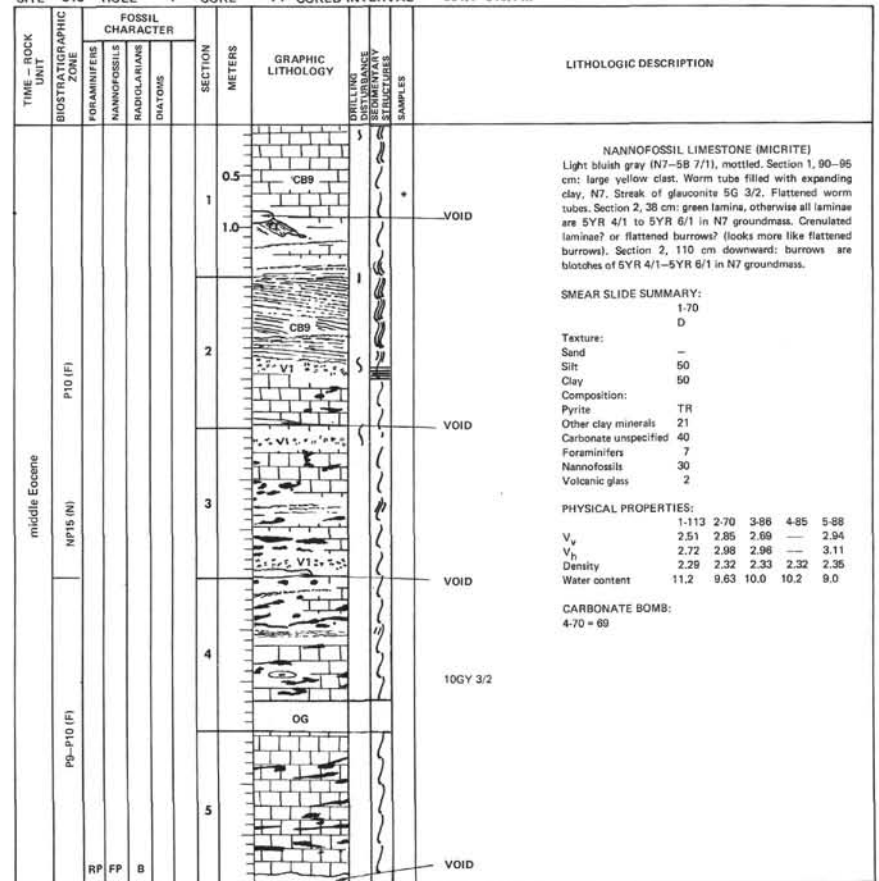 FOSSIL
CHARACTER
TIME – ROCK
UNIT
BIOSTRATIGRAPHIC
ZONE
FORAMINIFERS
NANNOFOSSILS
RADIOLARIANS
DIATOMS
SECTION
METERS
GRAPHIC
LITHOLOGY
DRILLING
DISTURBANCE
SEDIMENTARY
STRUCTURES
SAMPLES
LITHOLOGIC DESCRIPTION
middle Eocene
P10 (F)
NP15 (N)
P9–P10 (F)
RP FP B
1
0.5
1.0
CB9
*
VOID
2
CB9
V1
VOID
3
V1
V1
VOID
4
10GY 3/2
OG
5
VOID
NANNOFOSSIL LIMESTONE (MICRITE)
Light bluish gray (N7–5B 7/1), mottled. Section 1, 90–95
cm: large yellow clast. Worm tube filled with expanding
clay, N7. Streak of glauconite 5G 3/2. Flattened worm
tubes. Section 2, 38 cm: green lamina, otherwise all laminae
are 5YR 4/1 to 5YR 6/1 in N7 groundmass. Crenulated
laminae? or flattened burrows? (looks more like flattened
burrows). Section 2, 110 cm downward: burrows are
blotches of 5YR 4/1–5YR 6/1 in N7 groundmass.
SMEAR SLIDE SUMMARY:
1-70
D
Texture:
Sand –
Silt 50
Clay 50
Composition:
Pyrite TR
Other clay minerals 21
Carbonate unspecified 40
Foraminifers 7
Nannofossils 30
Volcanic glass 2
PHYSICAL PROPERTIES:
1-113 2-70 3-86 4-85 5-88
Vv 2.51 2.85 2.69 — 2.94
Vh 2.72 2.98 2.96 — 3.11
Density 2.29 2.32 2.33 2.32 2.35
Water content 11.2 9.63 10.0 10.2 9.0
CARBONATE BOMB:
4-70 = 69